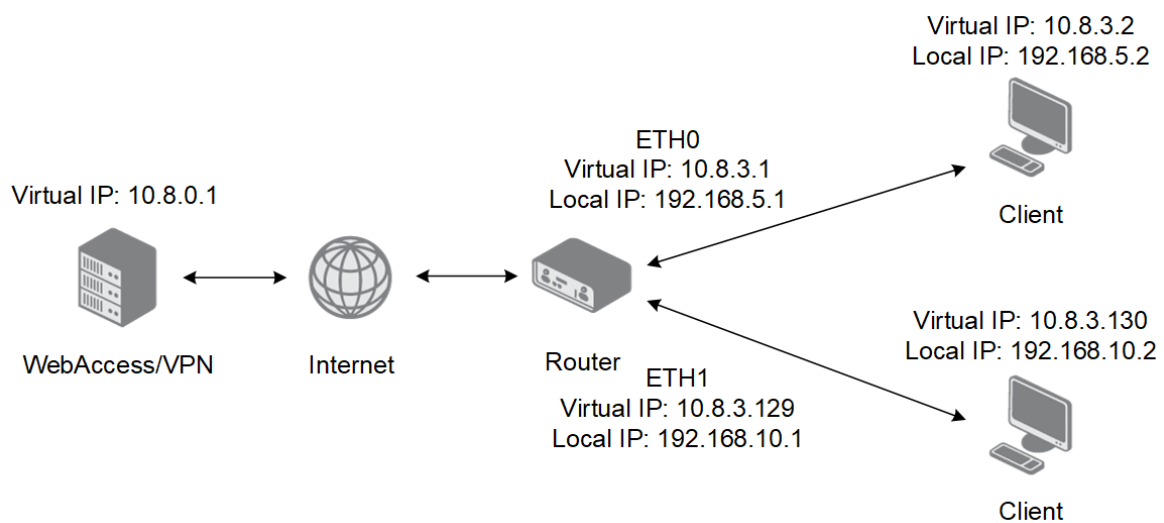 Virtual IP: 10.8.3.2
Local IP: 192.168.5.2
Client
ETH0
Virtual IP: 10.8.3.1
Local IP: 192.168.5.1
Virtual IP: 10.8.0.1
WebAccess/VPN
Internet
Router
ETH1
Virtual IP: 10.8.3.129
Local IP: 192.168.10.1
Virtual IP: 10.8.3.130
Local IP: 192.168.10.2
Client